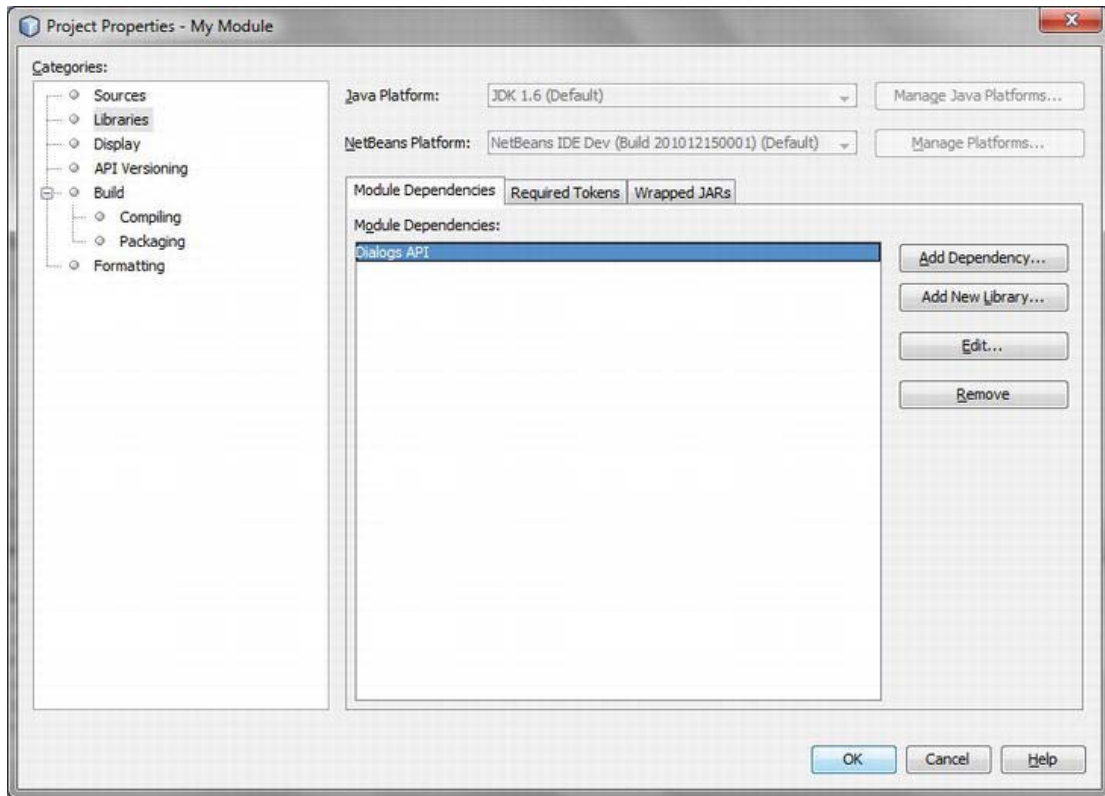 Project Properties - My Module
Categories:
Sources
Libraries
Display
API Versioning
Build
Compiling
Packaging
Formatting
Java Platform: JDK 1.6 (Default) Manage Java Platforms...
NetBeans Platform: NetBeans IDE Dev (Build 201012150001) (Default) Manage Platforms...
Module Dependencies Required Tokens Wrapped JARs
Module Dependencies:
Dialogs API
Add Dependency...
Add New Library...
Edit...
Remove
OK Cancel Help